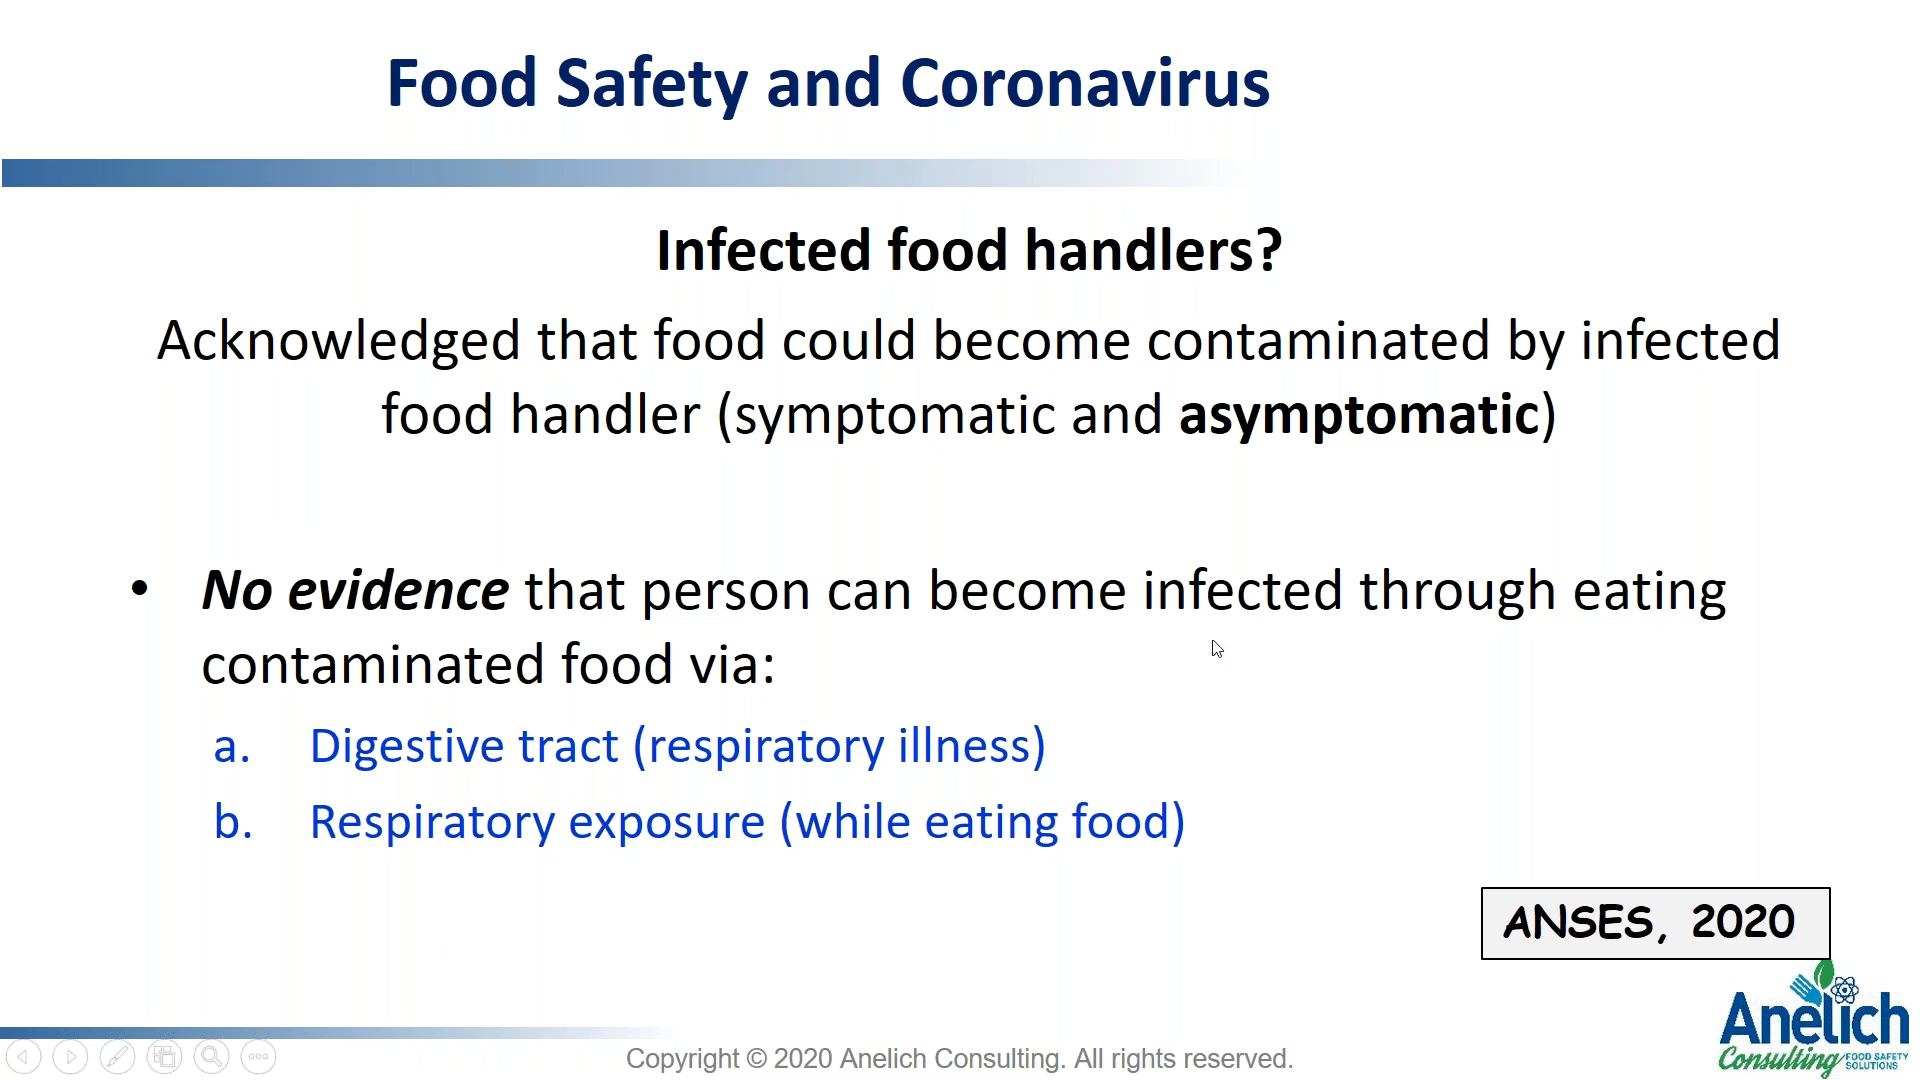 Food Safety and Coronavirus
Infected food handlers?
Acknowledged that food could become contaminated by infected
food handler (symptomatic and asymptomatic)
• No evidence that person can become infected through eating
contaminated food via:
a. Digestive tract (respiratory illness)
b. Respiratory exposure (while eating food)
ANSES, 2020
Anelich
Consulting FOOD SAFETY
SOLUTIONS
Copyright © 2020 Anelich Consulting. All rights reserved.